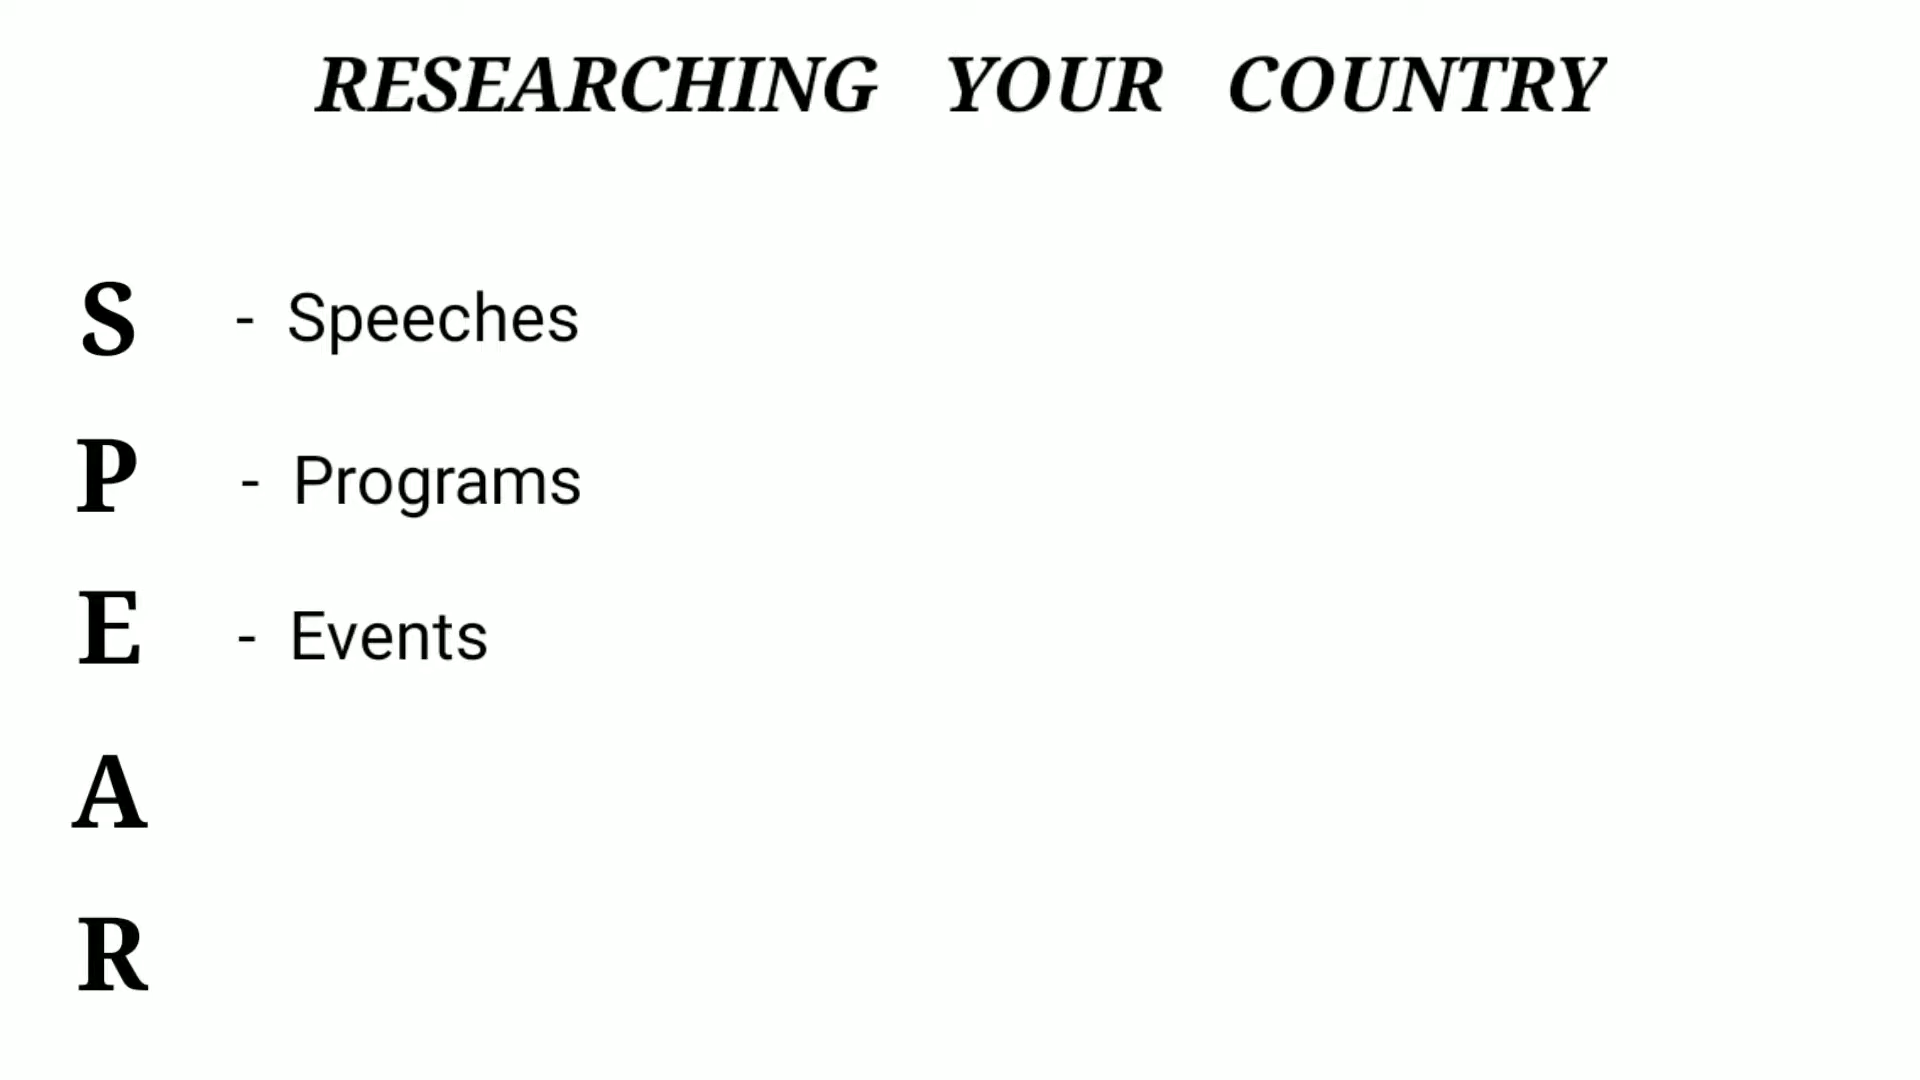 RESEARCHING YOUR COUNTRY
S - Speeches
P - Programs
E - Events
A
R